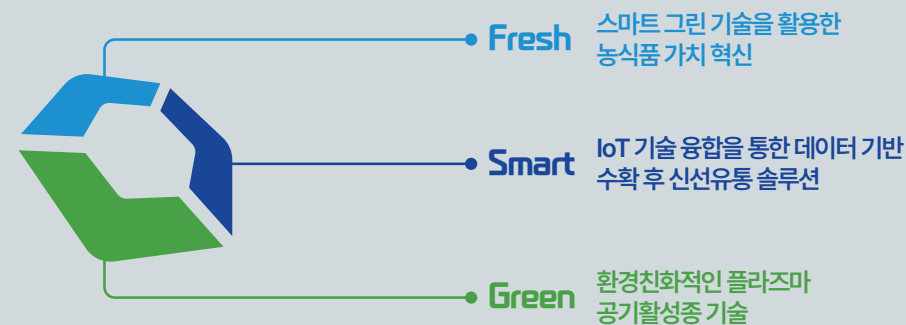 Fresh
스마트 그린 기술을 활용한
농식품 가치 혁신
Smart
IoT 기술 융합을 통한 데이터 기반
수확 후 신선유통 솔루션
Green
환경친화적인 플라즈마
공기활성종 기술